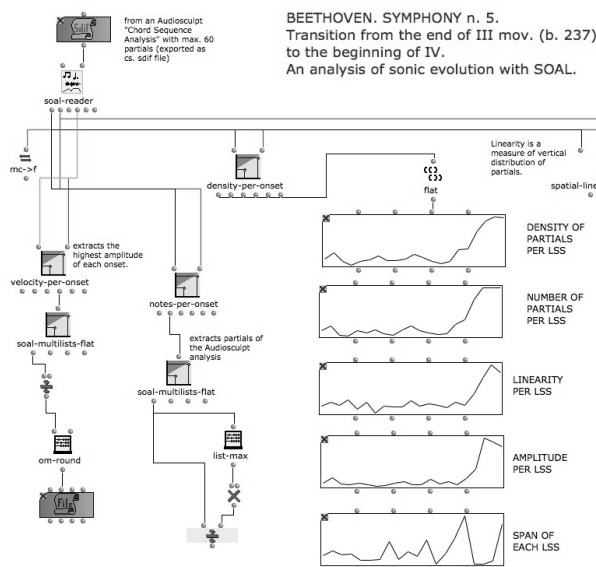 BEETHOVEN. SYMPHONY n. 5.
Transition from the end of III mov. (b. 237)
to the beginning of IV.
An analysis of sonic evolution with SOAL.
Sdif
from an Audiosculpt
"Chord Sequence
Analysis" with max. 60
partials (exported as
cs. sdif file)
soal-reader
mc->f
density-per-onset
flat
Linearity is a
measure of vertical
distribution of
partials.
spatial-line
extracts the
highest amplitude
of each onset.
velocity-per-onset
notes-per-onset
soal-multilists-flat
extracts partials of
the Audiosculpt
analysis
soal-multilists-flat
om-round
list-max
File
DENSITY OF
PARTIALS
PER LSS
NUMBER OF
PARTIALS
PER LSS
LINEARITY
PER LSS
AMPLITUDE
PER LSS
SPAN OF
EACH LSS